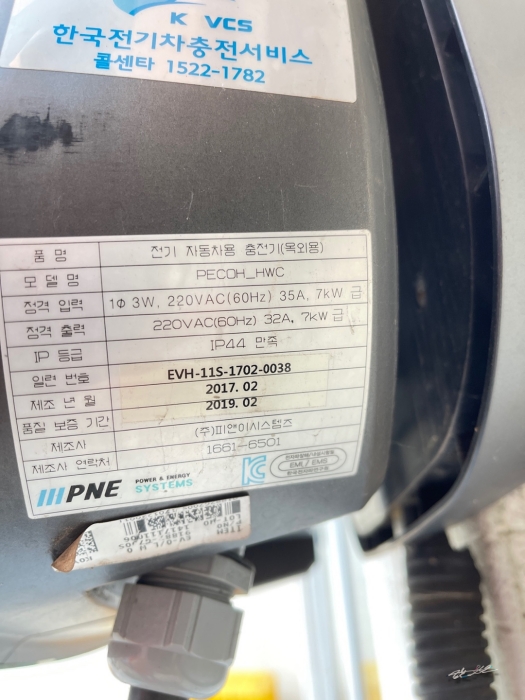 K VCS
한국전기차충전서비스
콜센타 1522-1782
품 명 전기 자동차용 충전기(옥외용)
모 델 명 PECOH_HWC
정격 입력 1Φ 3W, 220VAC(60Hz) 35A, 7kW 급
정격 출력 220VAC(60Hz) 32A, 7kW 급
IP 등급 IP44 만족
일련 번호 EVH-11S-1702-0038
제조 년 월 2017. 02
품질 보증 기간 2019. 02
제조사 (주)피앤이시스템즈
제조사 연락처 1661-6501
PNE POWER & ENERGY SYSTEMS
EMI / EMS
ITEM